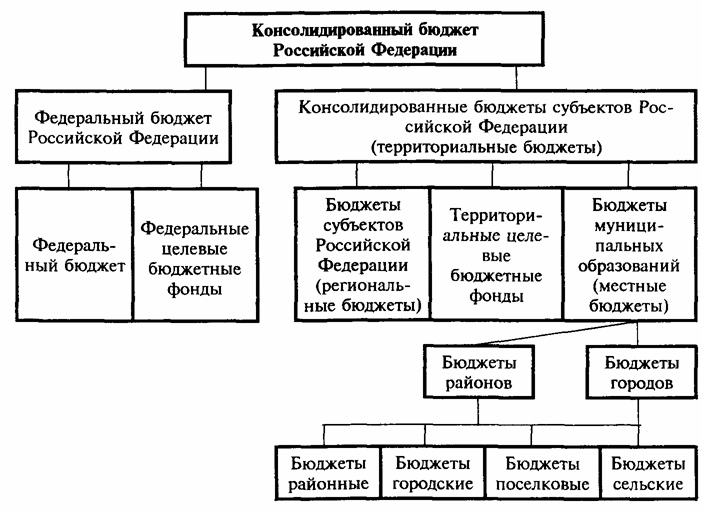 Консолидированный бюджет
Российской Федерации
Федеральный бюджет
Российской Федерации
Консолидированные бюджеты субъектов Рос-
сийской Федерации
(территориальные бюджеты)
Федераль-
ный бюджет
Федеральные
целевые
бюджетные
фонды
Бюджеты
субъектов
Российской
Федерации
(региональ-
ные бюджеты)
Территори-
альные целе-
вые
бюджетные
фонды
Бюджеты
муници-
пальных
образований
(местные
бюджеты)
Бюджеты
районов
Бюджеты
городов
Бюджеты
районные
Бюджеты
городские
Бюджеты
поселковые
Бюджеты
сельские